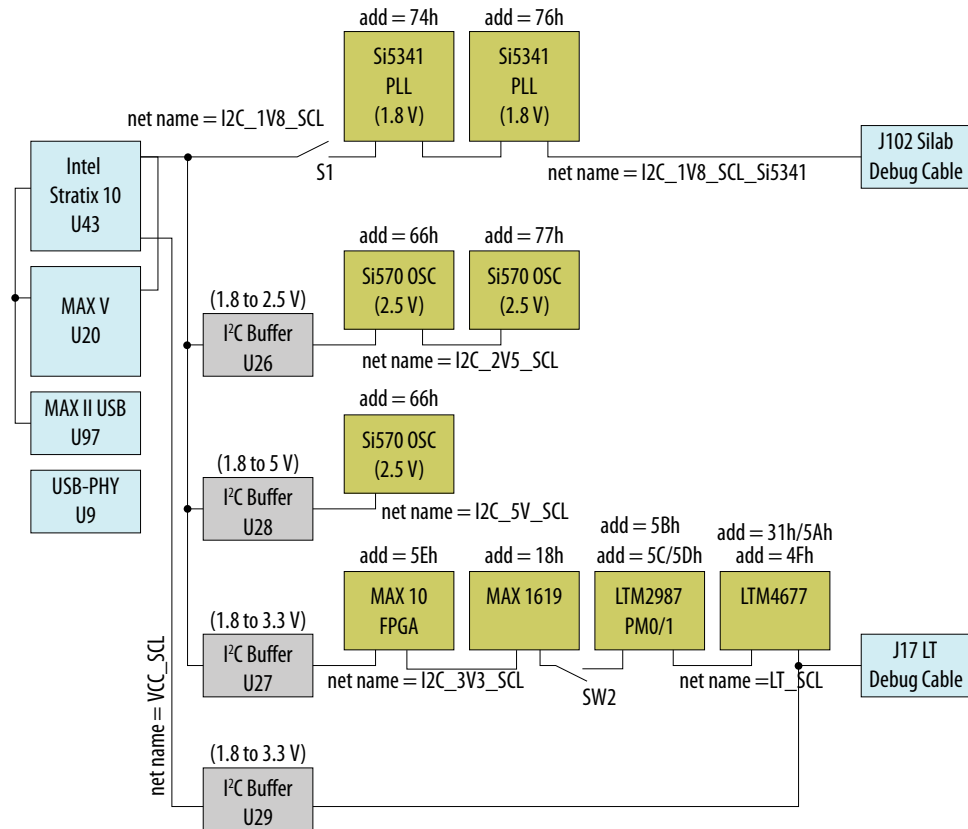 add = 74h
add = 76h
Si5341
PLL
(1.8 V)
Si5341
PLL
(1.8 V)
net name = I2C_1V8_SCL
S1
net name = I2C_1V8_SCL_Si5341
J102 Silab
Debug Cable
Intel
Stratix 10
U43
MAX V
U20
MAX II USB
U97
USB-PHY
U9
add = 66h
add = 77h
Si570 OSC
(2.5 V)
Si570 OSC
(2.5 V)
(1.8 to 2.5 V)
I²C Buffer
U26
net name = I2C_2V5_SCL
add = 66h
Si570 OSC
(2.5 V)
(1.8 to 5 V)
I²C Buffer
U28
net name = I2C_5V_SCL
add = 5Eh
add = 18h
add = 5Bh
add = 5C/5Dh
add = 31h/5Ah
add = 4Fh
MAX 10
FPGA
MAX 1619
LTM2987
PM0/1
LTM4677
(1.8 to 3.3 V)
I²C Buffer
U27
net name = I2C_3V3_SCL
SW2
net name =LT_SCL
J17 LT
Debug Cable
net name = VCC_SCL
(1.8 to 3.3 V)
I²C Buffer
U29